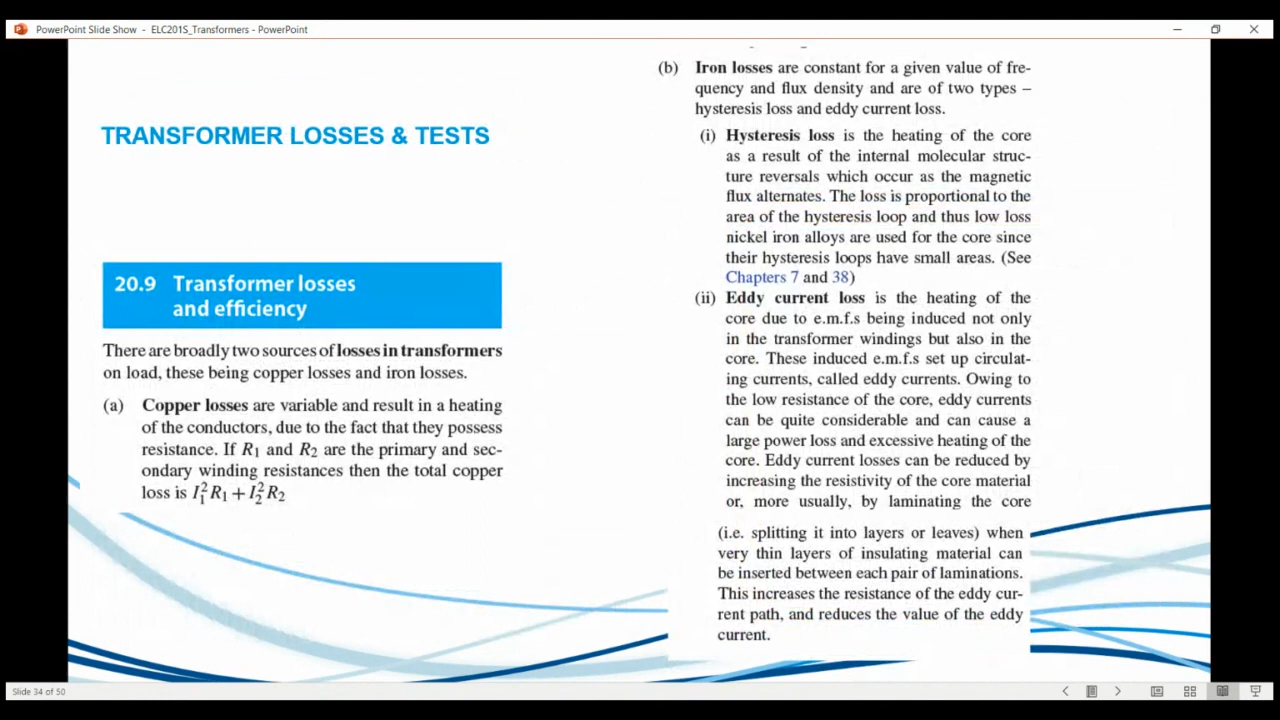 PowerPoint Slide Show - ELC201S_Transformers - PowerPoint
TRANSFORMER LOSSES & TESTS
20.9 Transformer losses
and efficiency
There are broadly two sources of losses in transformers
on load, these being copper losses and iron losses.
(a) Copper losses are variable and result in a heating
of the conductors, due to the fact that they possess
resistance. If R₁ and R₂ are the primary and sec-
ondary winding resistances then the total copper
loss is I₁²R₁ + I₂²R₂
(b) Iron losses are constant for a given value of fre-
quency and flux density and are of two types –
hysteresis loss and eddy current loss.
(i) Hysteresis loss is the heating of the core
as a result of the internal molecular struc-
ture reversals which occur as the magnetic
flux alternates. The loss is proportional to the
area of the hysteresis loop and thus low loss
nickel iron alloys are used for the core since
their hysteresis loops have small areas. (See
Chapters 7 and 38)
(ii) Eddy current loss is the heating of the
core due to e.m.f.s being induced not only
in the transformer windings but also in the
core. These induced e.m.f.s set up circulat-
ing currents, called eddy currents. Owing to
the low resistance of the core, eddy currents
can be quite considerable and can cause a
large power loss and excessive heating of the
core. Eddy current losses can be reduced by
increasing the resistivity of the core material
or, more usually, by laminating the core
(i.e. splitting it into layers or leaves) when
very thin layers of insulating material can
be inserted between each pair of laminations.
This increases the resistance of the eddy cur-
rent path, and reduces the value of the eddy
current.
Slide 34 of 50